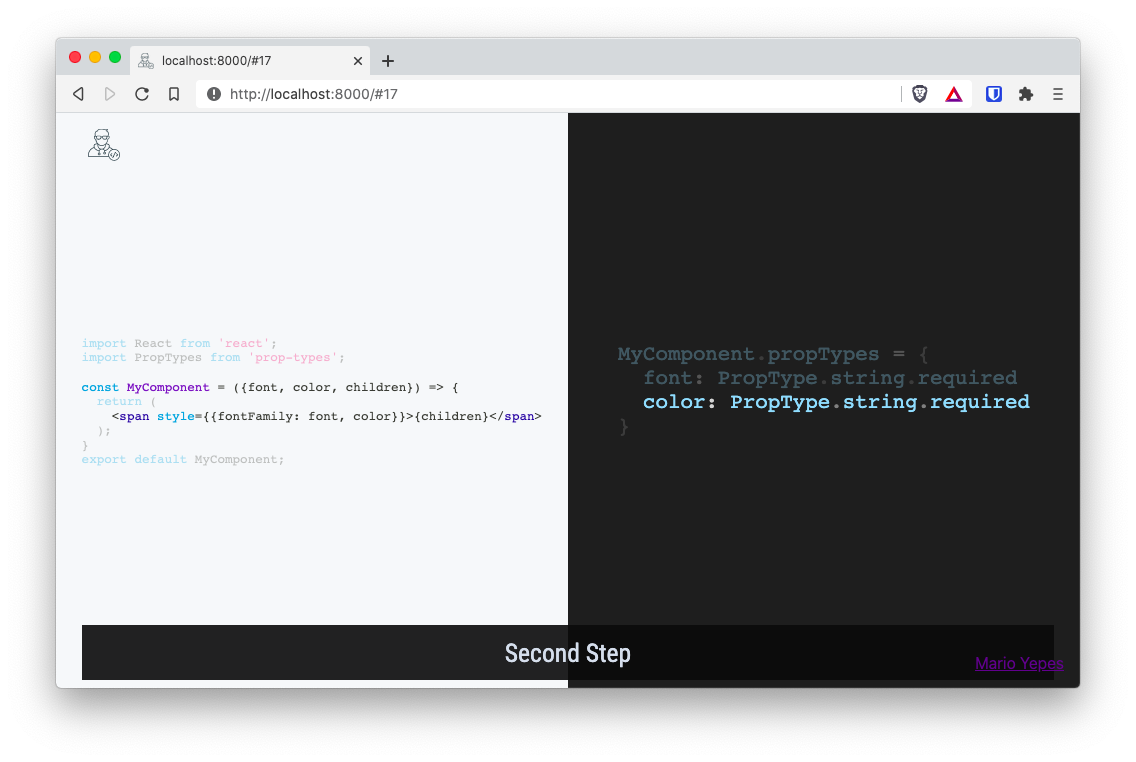 localhost:8000/#17
http://localhost:8000/#17
import React from 'react';
import PropTypes from 'prop-types';
const MyComponent = ({font, color, children}) => {
  return (
    <span style={{fontFamily: font, color}}>{children}</span>
  );
}
export default MyComponent;
MyComponent.propTypes = {
  font: PropType.string.required
  color: PropType.string.required
}
Second Step
Mario Yepes